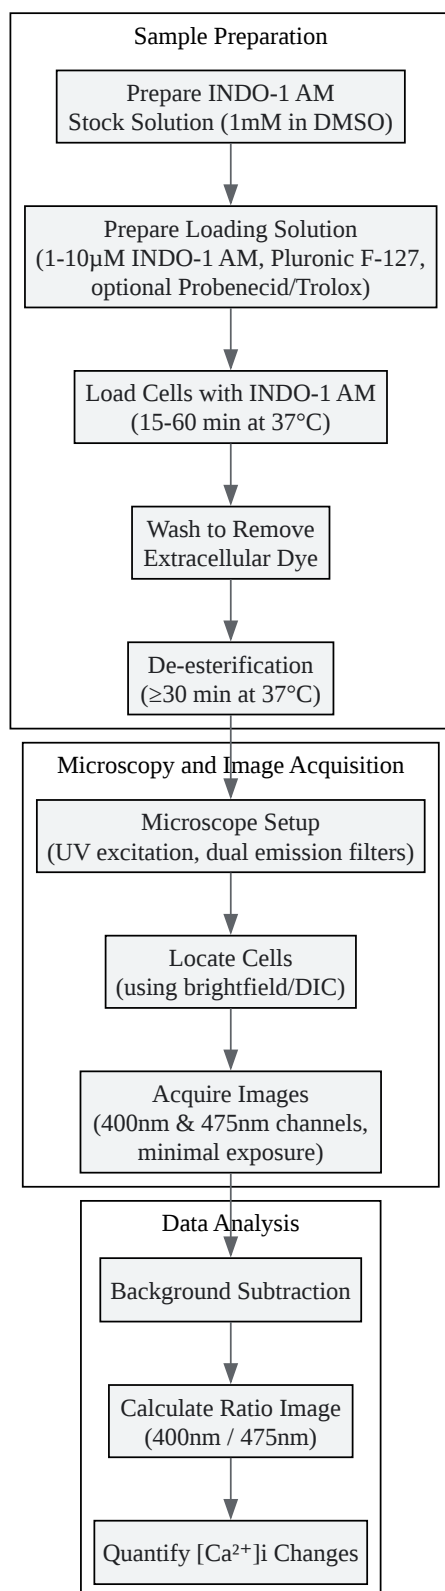 Sample Preparation
Prepare INDO-1 AM
Stock Solution (1mM in DMSO)
Prepare Loading Solution
(1-10µM INDO-1 AM, Pluronic F-127,
optional Probenecid/Trolox)
Load Cells with INDO-1 AM
(15-60 min at 37°C)
Wash to Remove
Extracellular Dye
De-esterification
(≥30 min at 37°C)
Microscopy and Image Acquisition
Microscope Setup
(UV excitation, dual emission filters)
Locate Cells
(using brightfield/DIC)
Acquire Images
(400nm & 475nm channels,
minimal exposure)
Data Analysis
Background Subtraction
Calculate Ratio Image
(400nm / 475nm)
Quantify [Ca²⁺]i Changes